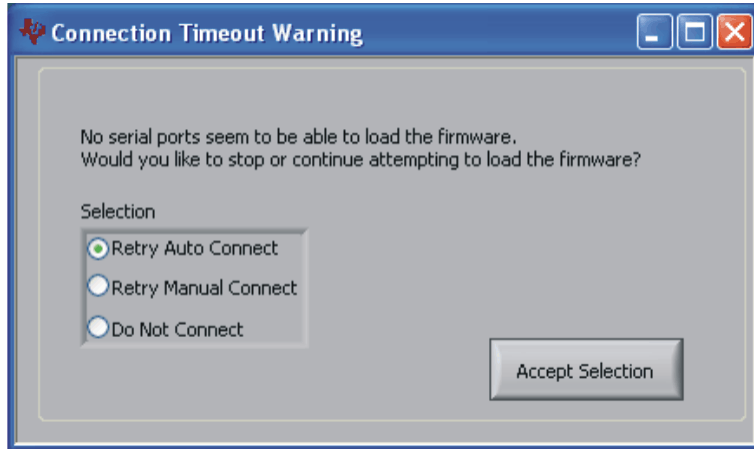 Connection Timeout Warning
No serial ports seem to be able to load the firmware.
Would you like to stop or continue attempting to load the firmware?
Selection
Retry Auto Connect
Retry Manual Connect
Do Not Connect
Accept Selection